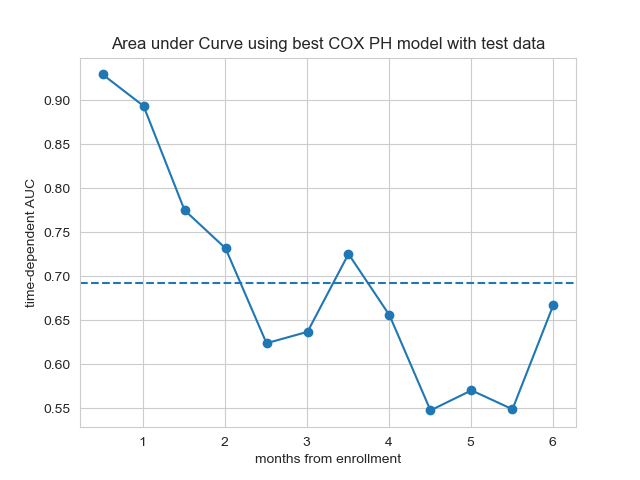 Area under Curve using best COX PH model with test data
time-dependent AUC
0.90
0.85
0.80
0.75
0.70
0.65
0.60
0.55
1 2 3 4 5 6
months from enrollment